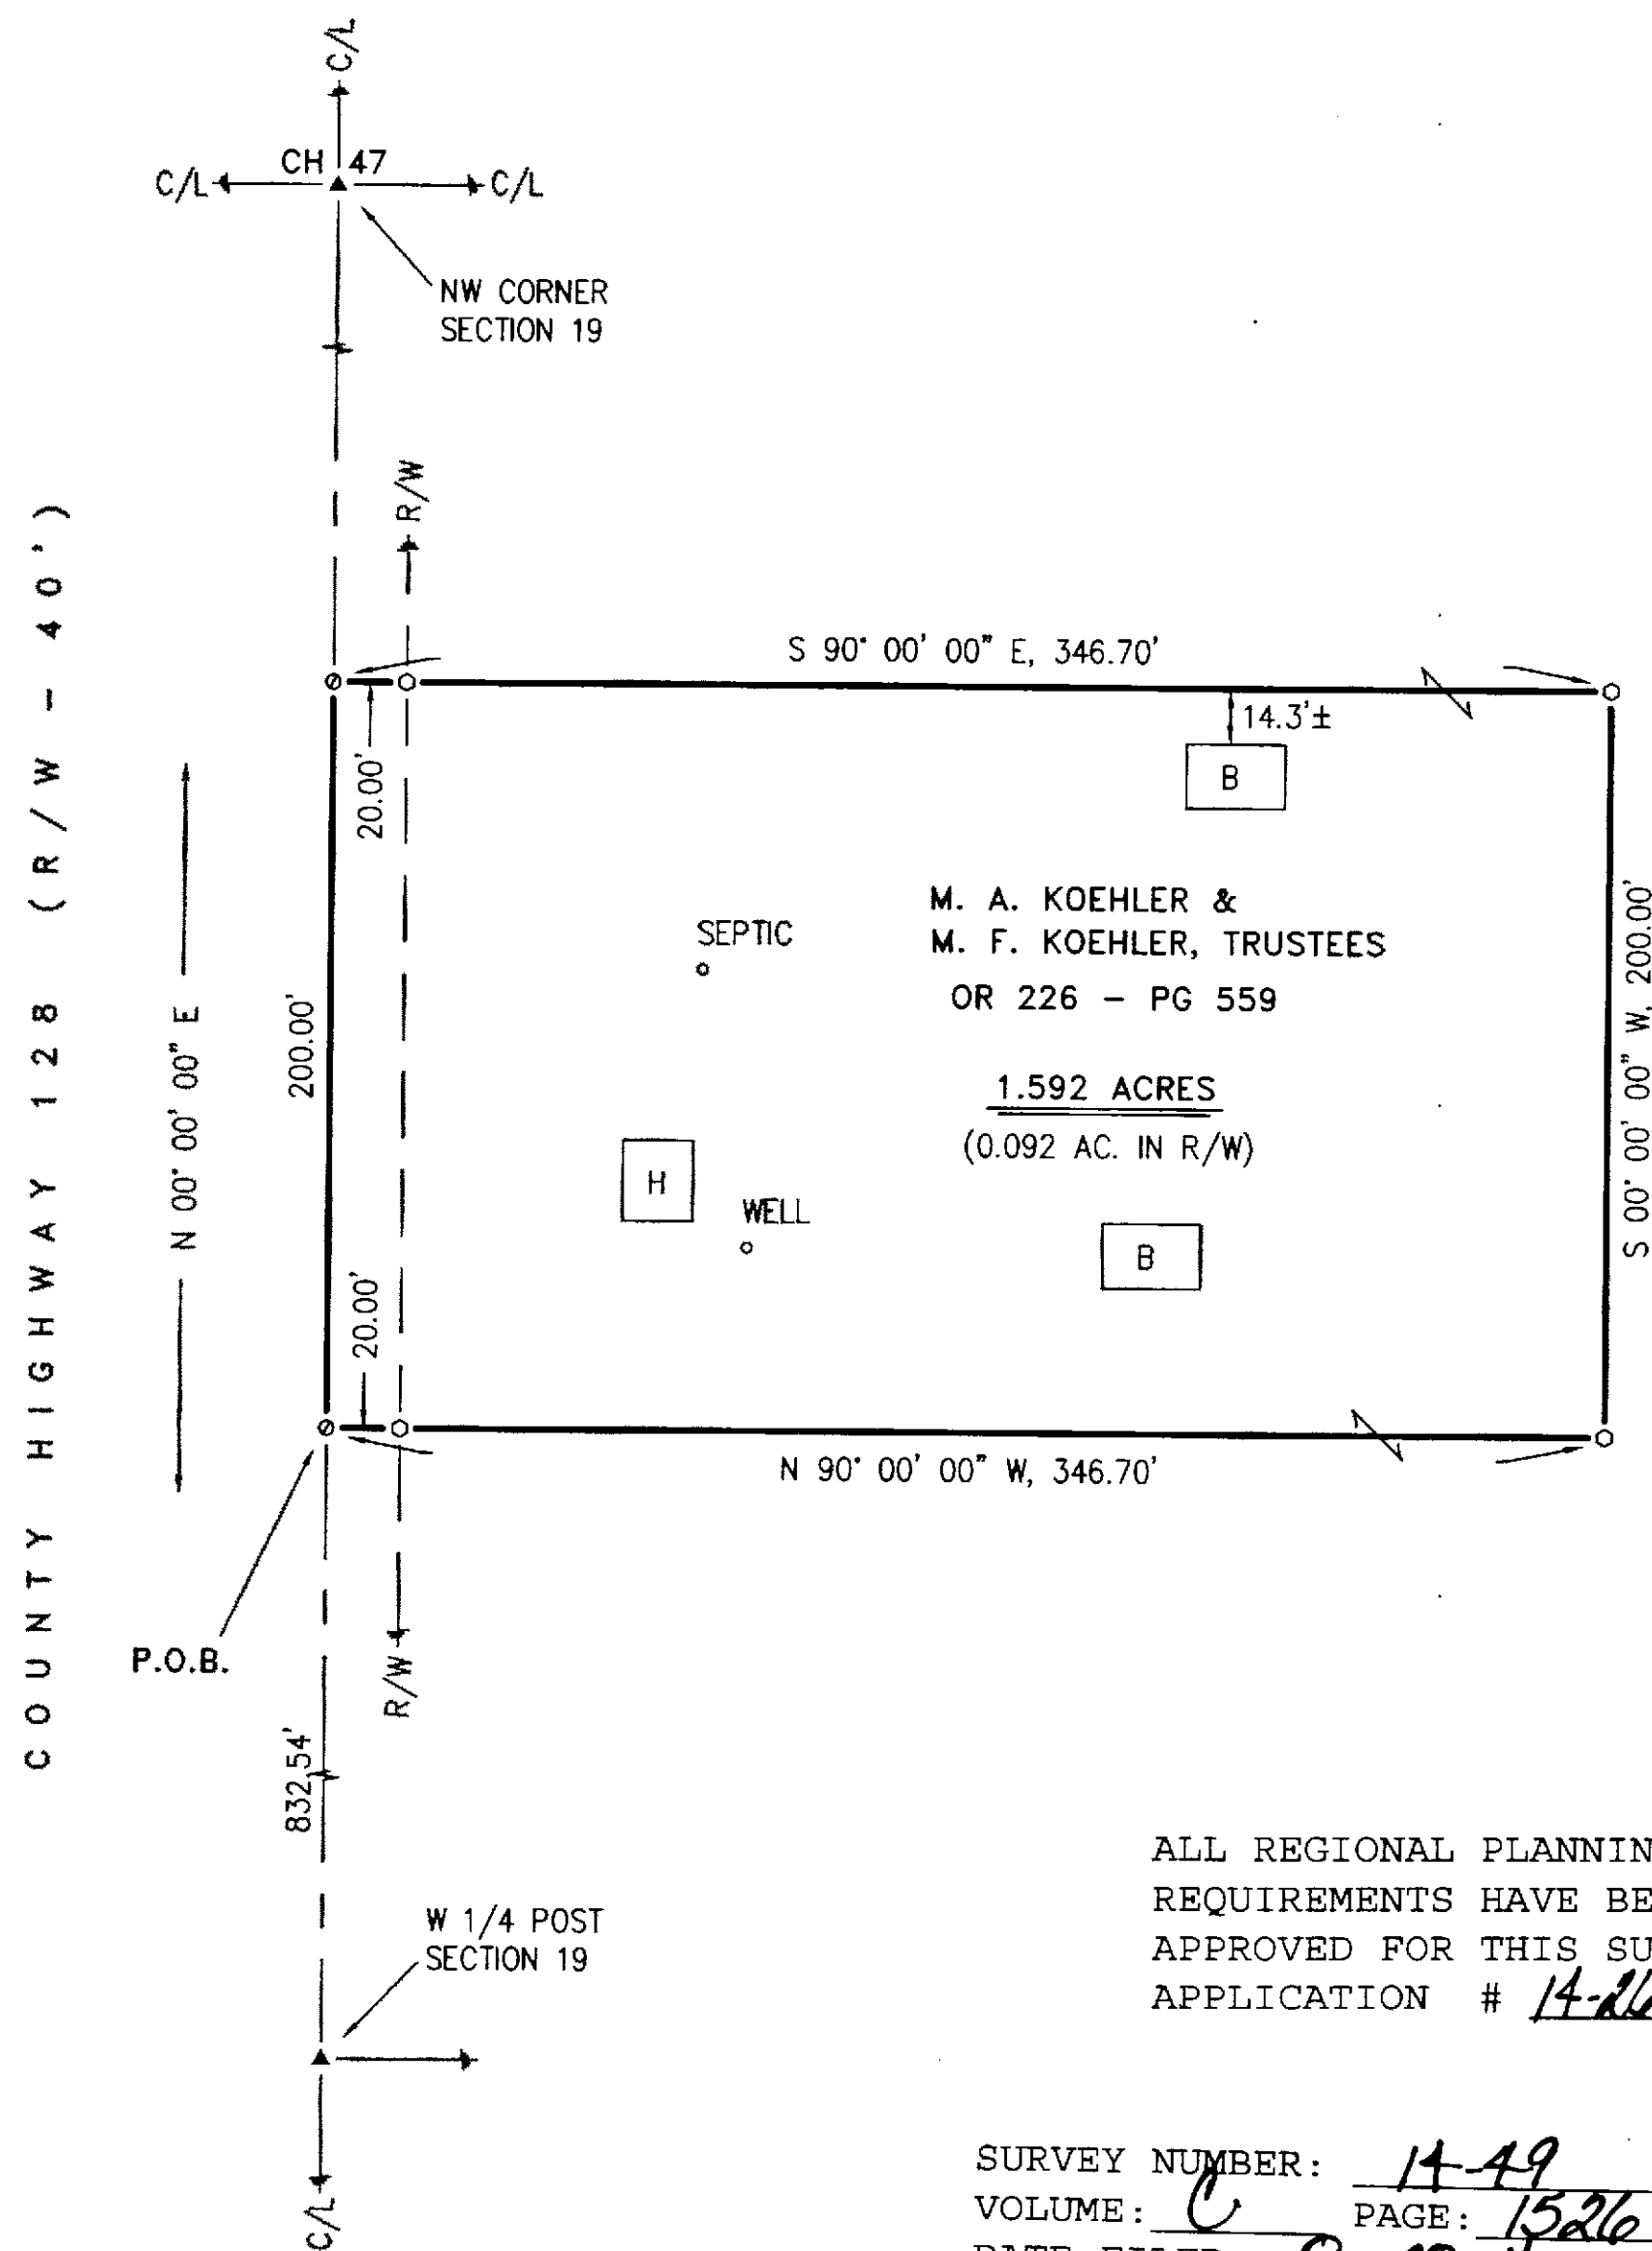 C/L
CH 47
C/L
C/L
NW CORNER
SECTION 19
R/W
COUNTY HIGHWAY 128 (R/W - 40')
S 90° 00' 00" E, 346.70'
14.3'±
B
20.00'
M. A. KOEHLER &
M. F. KOEHLER, TRUSTEES
OR 226 - PG 559
SEPTIC
1.592 ACRES
(0.092 AC. IN R/W)
200.00'
N 00° 00' 00" E
S 00° 00' 00" W, 200.00'
H
WELL
B
20.00'
N 90° 00' 00" W, 346.70'
P.O.B.
R/W
832.54'
W 1/4 POST
SECTION 19
C/L
ALL REGIONAL PLANNIN
REQUIREMENTS HAVE BE
APPROVED FOR THIS SU
APPLICATION #
SURVEY NUMBER: 14-49
VOLUME: C PAGE: 1526